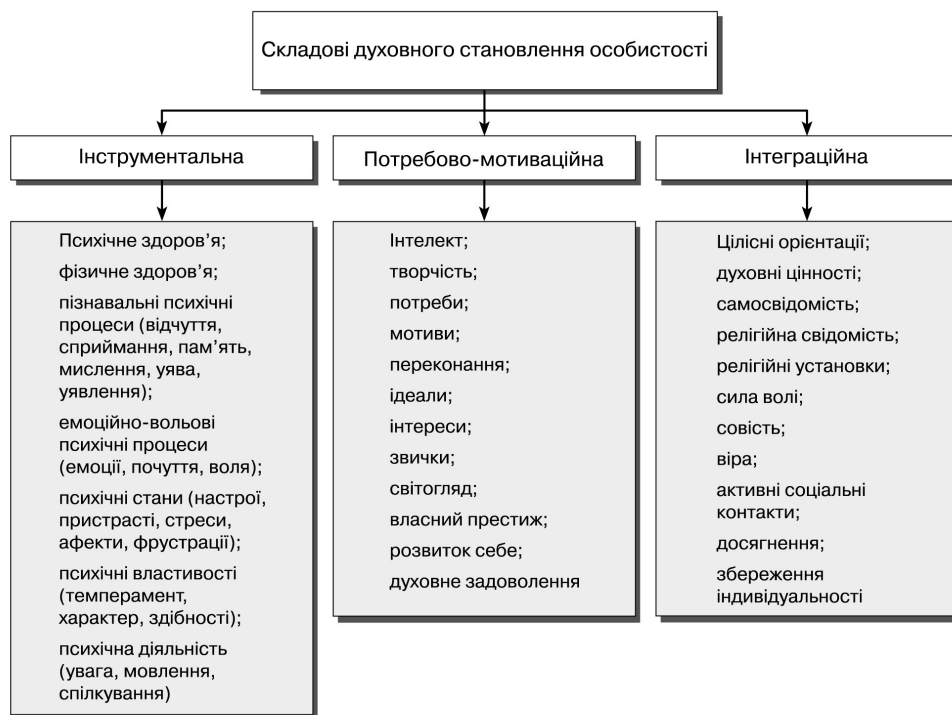 Складові духовного становлення особистості
Інструментальна
Психічне здоров’я;
фізичне здоров’я;
пізнавальні психічні
процеси (відчуття,
сприймання, пам’ять,
мислення, уява,
уявлення);
емоційно-вольові
психічні процеси
(емоції, почуття, воля);
психічні стани (настрої,
пристрасті, стреси,
афекти, фрустрації);
психічні властивості
(темперамент,
характер, здібності);
психічна діяльність
(увага, мовлення,
спілкування)
Потребово-мотиваційна
Інтелект;
творчість;
потреби;
мотиви;
переконання;
ідеали;
інтереси;
звички;
світогляд;
власний престиж;
розвиток себе;
духовне задоволення
Інтеграційна
Цілісні орієнтації;
духовні цінності;
самосвідомість;
релігійна свідомість;
релігійні установки;
сила волі;
совість;
віра;
активні соціальні
контакти;
досягнення;
збереження
індивідуальності